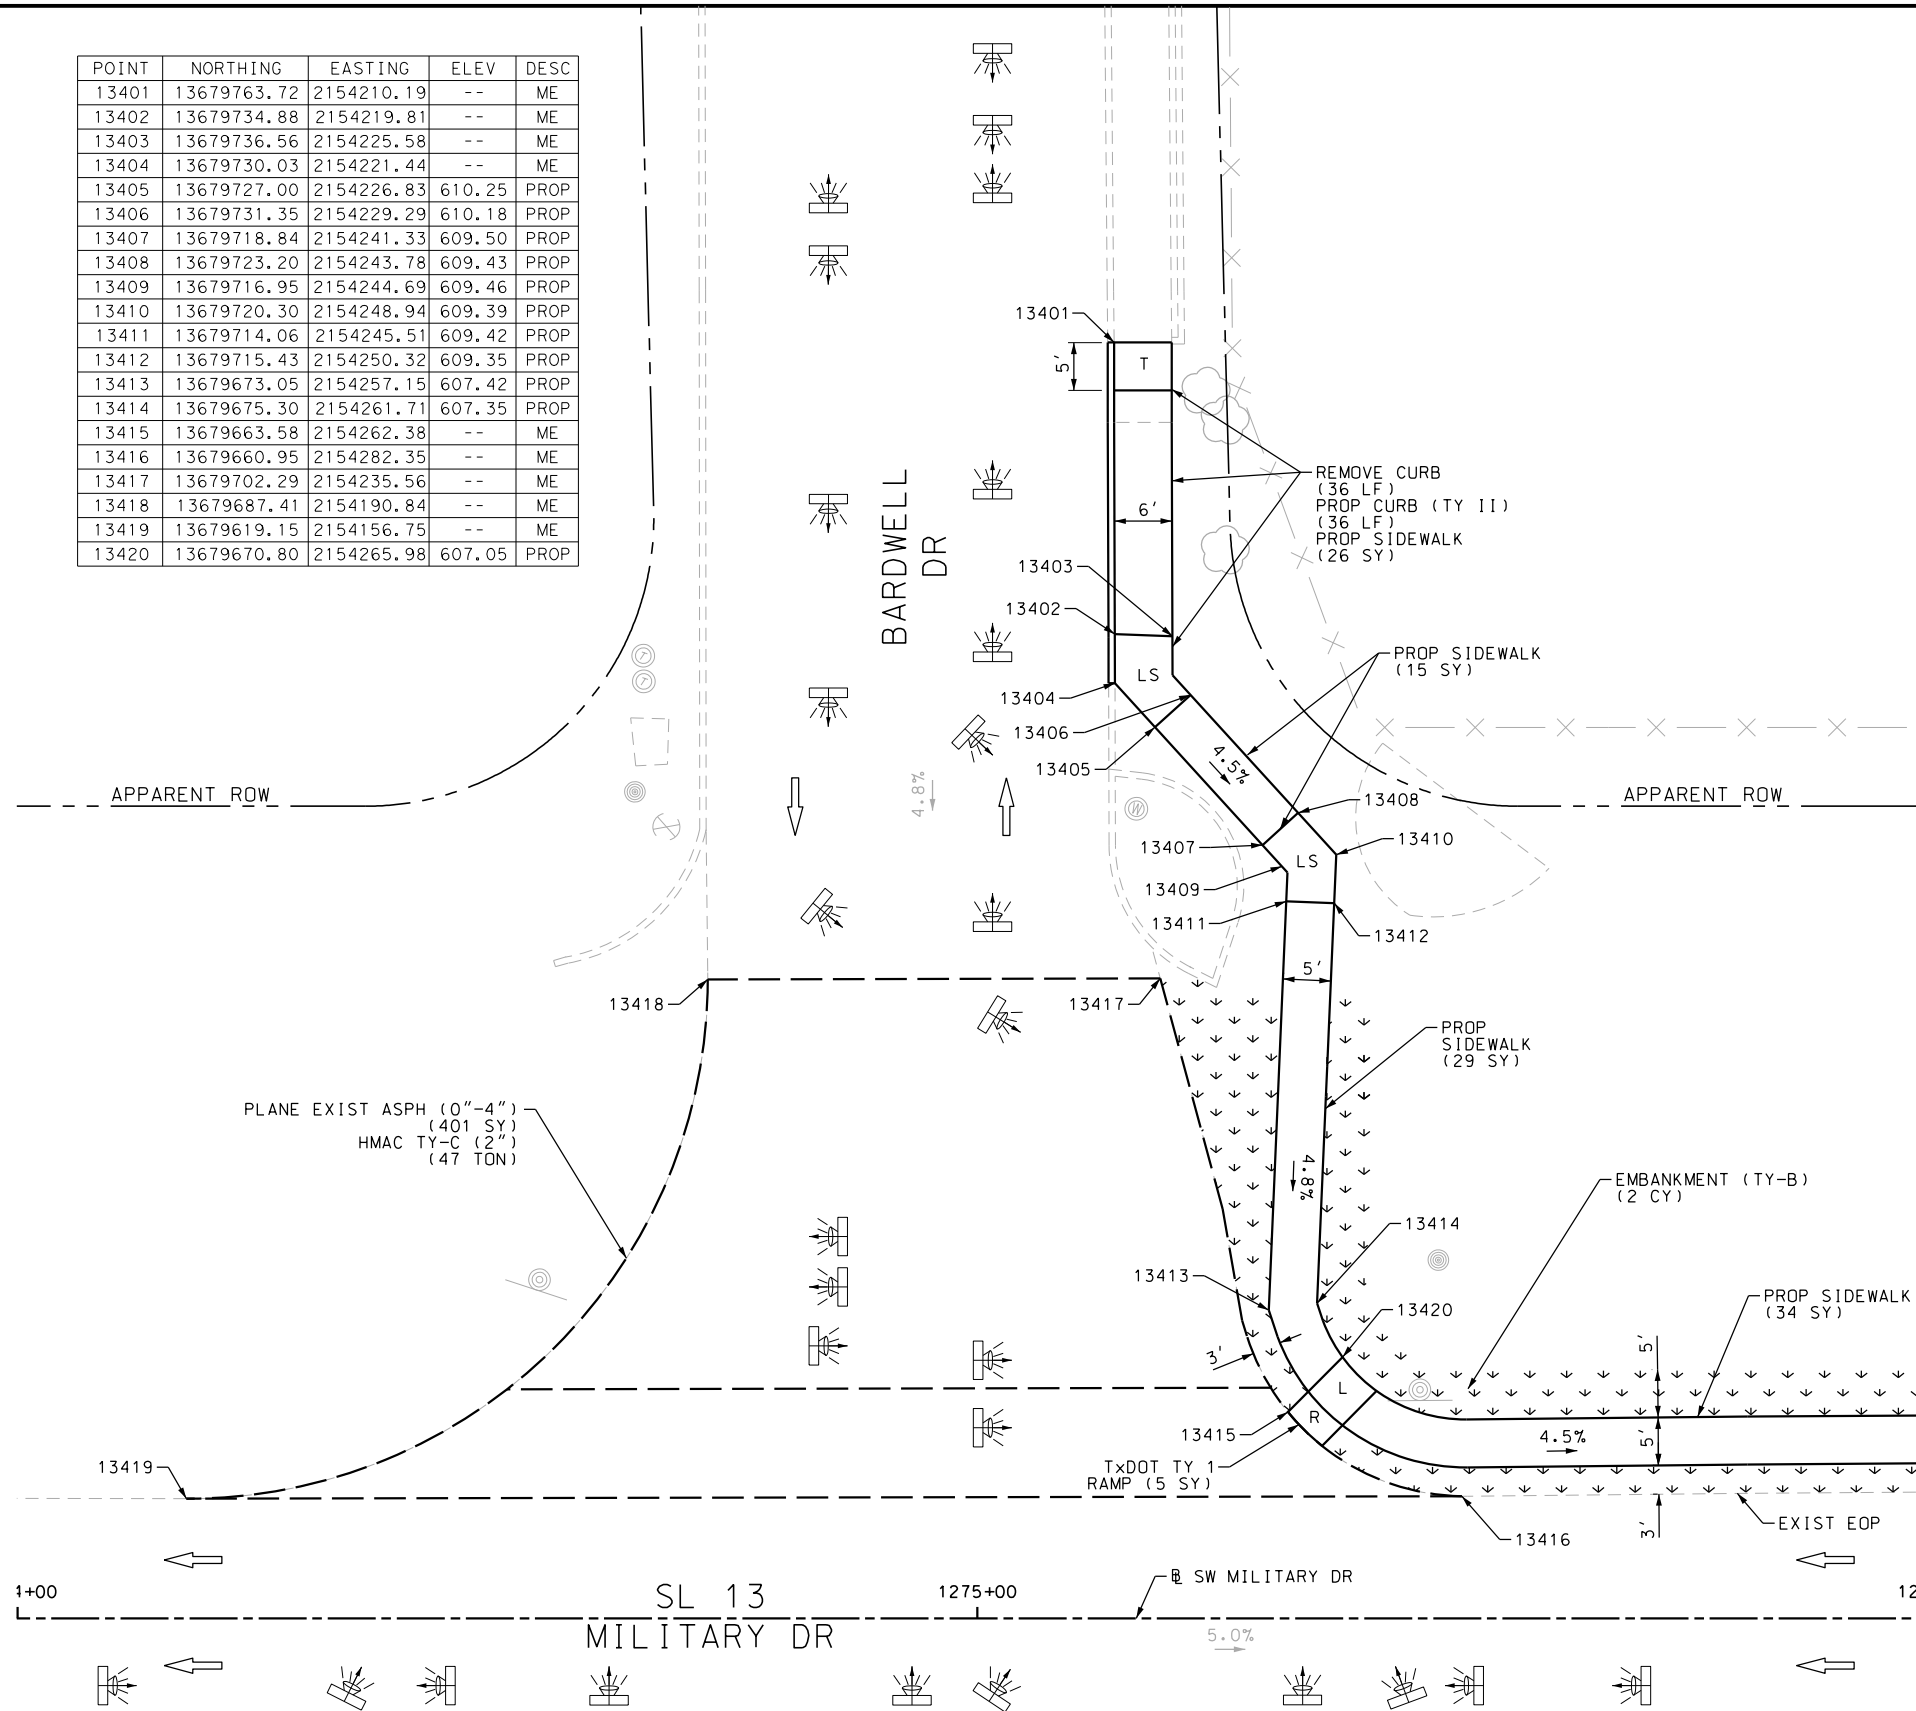 POINT NORTHING EASTING ELEV DESC
13401 13679763.72 2154210.19 -- ME
13402 13679734.88 2154219.81 -- ME
13403 13679736.56 2154225.58 -- ME
13404 13679730.03 2154221.44 -- ME
13405 13679727.00 2154226.83 610.25 PROP
13406 13679731.35 2154229.29 610.18 PROP
13407 13679718.84 2154241.33 609.50 PROP
13408 13679723.20 2154243.78 609.43 PROP
13409 13679716.95 2154244.69 609.46 PROP
13410 13679720.30 2154248.94 609.39 PROP
13411 13679714.06 2154245.51 609.42 PROP
13412 13679715.43 2154250.32 609.35 PROP
13413 13679673.05 2154257.15 607.42 PROP
13414 13679675.30 2154261.71 607.35 PROP
13415 13679663.58 2154262.38 -- ME
13416 13679660.95 2154282.35 -- ME
13417 13679702.29 2154235.56 -- ME
13418 13679687.41 2154190.84 -- ME
13419 13679619.15 2154156.75 -- ME
13420 13679670.80 2154265.98 607.05 PROP
13401
5'
T
REMOVE CURB
(36 LF)
PROP CURB (TY II)
(36 LF)
PROP SIDEWALK
(26 SY)
6'
BARDWELL
DR
13403
13402
T
T
PROP SIDEWALK
(15 SY)
LS
13404
13406
13405
4.5%
4.8%
APPARENT ROW
APPARENT ROW
W
13408
13407
13410
LS
13409
13411
13412
5'
13418
13417
PROP
SIDEWALK
(29 SY)
PLANE EXIST ASPH (0"-4")
(401 SY)
HMAC TY-C (2")
(47 TON)
4.8%
EMBANKMENT (TY-B)
(2 CY)
13414
13413
13420
PROP SIDEWALK
(34 SY)
3'
5'
L
R
13415
4.5%
5'
13419
TxDOT TY 1
RAMP (5 SY)
3'
EXIST EOP
13416
SL 13
1275+00
℄ SW MILITARY DR
MILITARY DR
5.0%